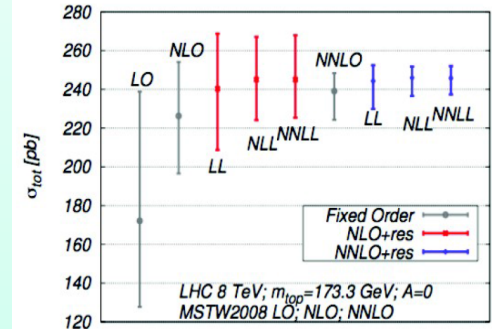 280
260
240
220
200
180
160
140
120
σtot [pb]
LO
NLO
LL
NLL
NNLL
NNLO
LL
NLL
NNLL
Fixed Order
NLO+res
NNLO+res
LHC 8 TeV; mtop=173.3 GeV; A=0
MSTW2008 LO; NLO; NNLO